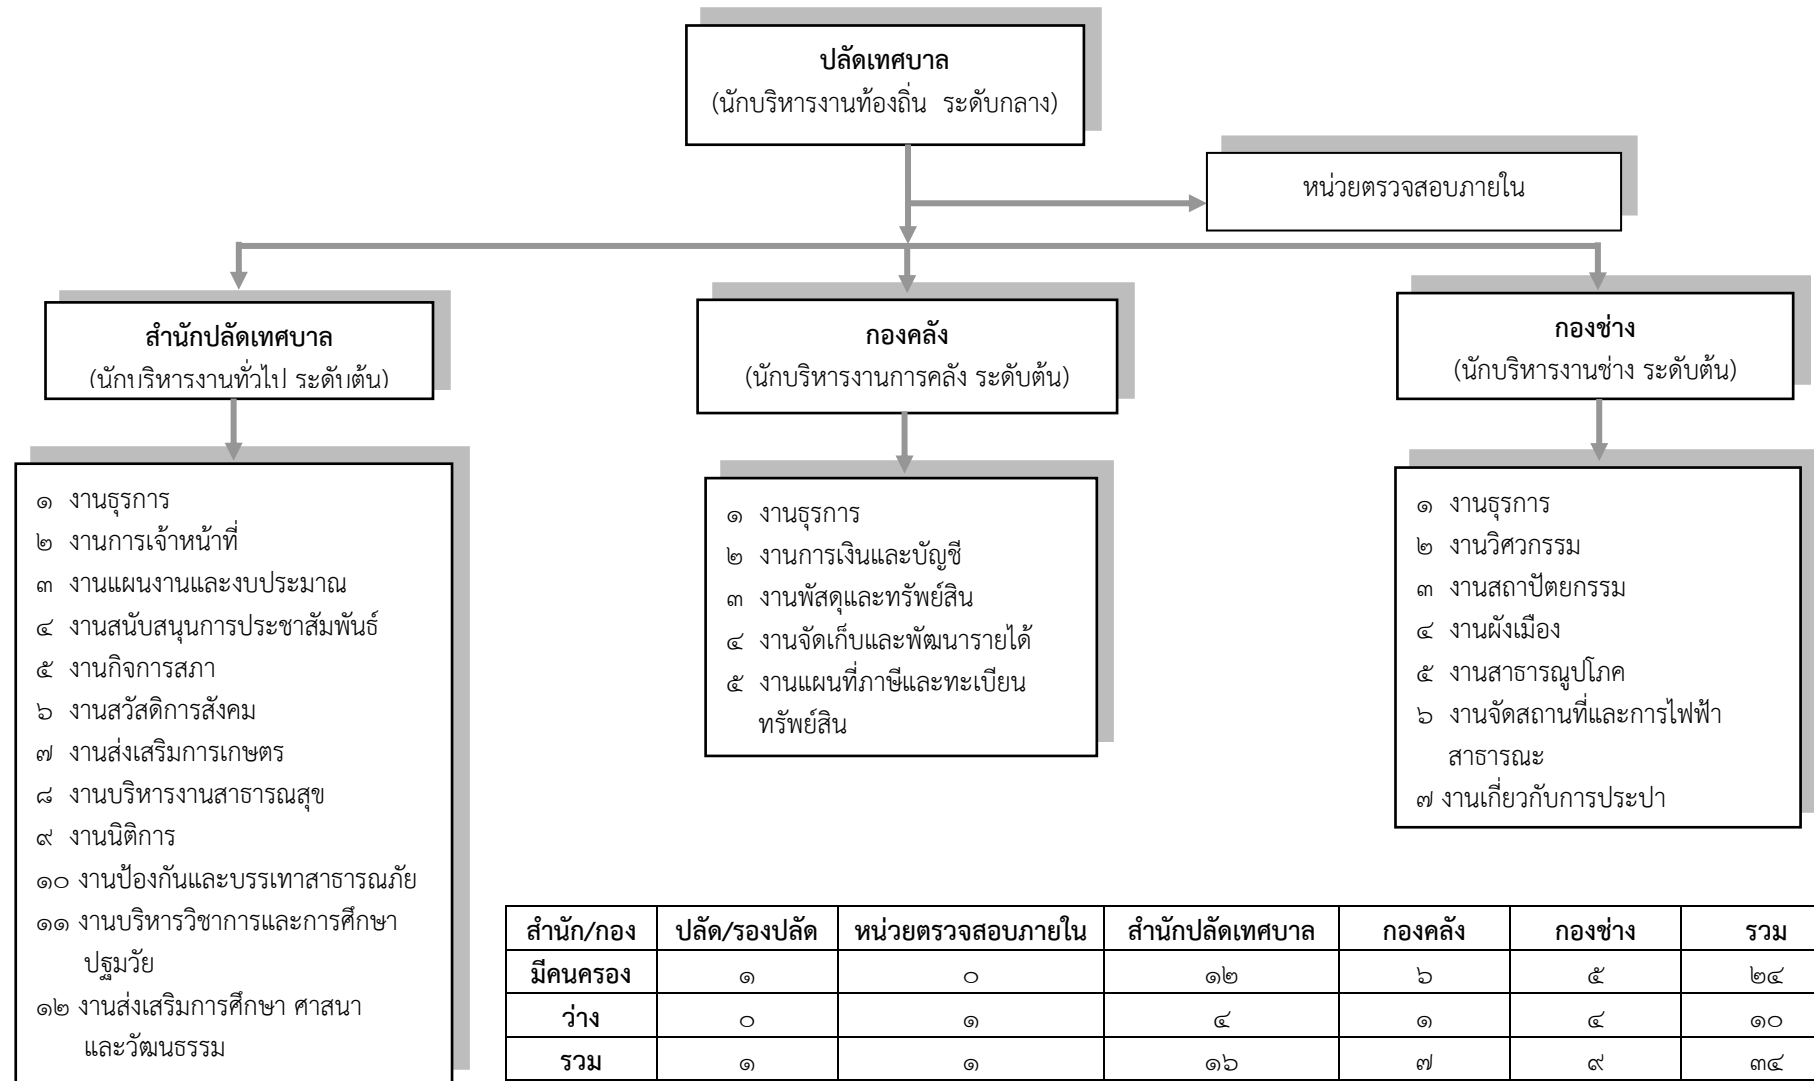 ปลัดเทศบาล
(นักบริหารงานท้องถิ่น ระดับกลาง)
หน่วยตรวจสอบภายใน
สำนักปลัดเทศบาล
(นักบริหารงานทั่วไป ระดับต้น)
กองคลัง
(นักบริหารงานการคลัง ระดับต้น)
กองช่าง
(นักบริหารงานช่าง ระดับต้น)
๑ งานธุรการ
๒ งานการเจ้าหน้าที่
๓ งานแผนงานและงบประมาณ
๔ งานสนับสนุนการประชาสัมพันธ์
๕ งานกิจการสภา
๖ งานสวัสดิการสังคม
๗ งานส่งเสริมการเกษตร
๘ งานบริหารงานสาธารณสุข
๙ งานนิติการ
๑๐ งานป้องกันและบรรเทาสาธารณภัย
๑๑ งานบริหารวิชาการและการศึกษา
ปฐมวัย
๑๒ งานส่งเสริมการศึกษา ศาสนา
และวัฒนธรรม
๑ งานธุรการ
๒ งานการเงินและบัญชี
๓ งานพัสดุและทรัพย์สิน
๔ งานจัดเก็บและพัฒนารายได้
๕ งานแผนที่ภาษีและทะเบียน
ทรัพย์สิน
๑ งานธุรการ
๒ งานวิศวกรรม
๓ งานสถาปัตยกรรม
๔ งานผังเมือง
๕ งานสาธารณูปโภค
๖ งานจัดสถานที่และการไฟฟ้า
สาธารณะ
๗ งานเกี่ยวกับการประปา
สำนัก/กอง ปลัด/รองปลัด หน่วยตรวจสอบภายใน สำนักปลัดเทศบาล กองคลัง กองช่าง รวม
มีคนครอง ๑ ๐ ๑๒ ๖ ๕ ๒๔
ว่าง ๐ ๑ ๔ ๑ ๔ ๑๐
รวม ๑ ๑ ๑๖ ๗ ๙ ๓๔